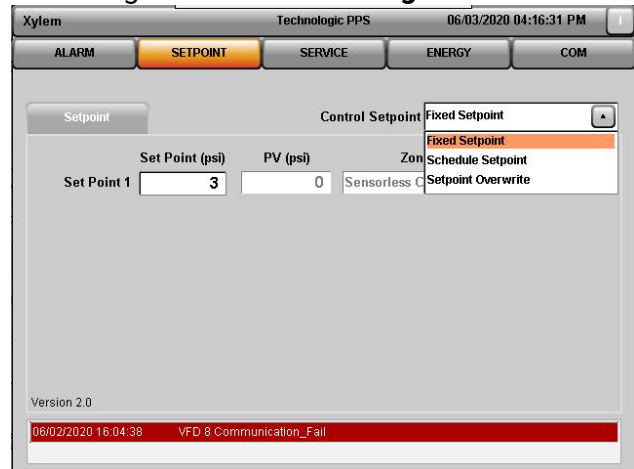 Xylem Technologic PPS 06/03/2020 04:16:31 PM i
ALARM SETPOINT SERVICE ENERGY COM
Setpoint Control Setpoint Fixed Setpoint
Fixed Setpoint
Set Point (psi) PV (psi) Zon Schedule Setpoint
Set Point 1 3 0 Sensorless C Setpoint Overwrite
Version 2.0
06/02/2020 16:04:38 VFD 8 Communication_Fail